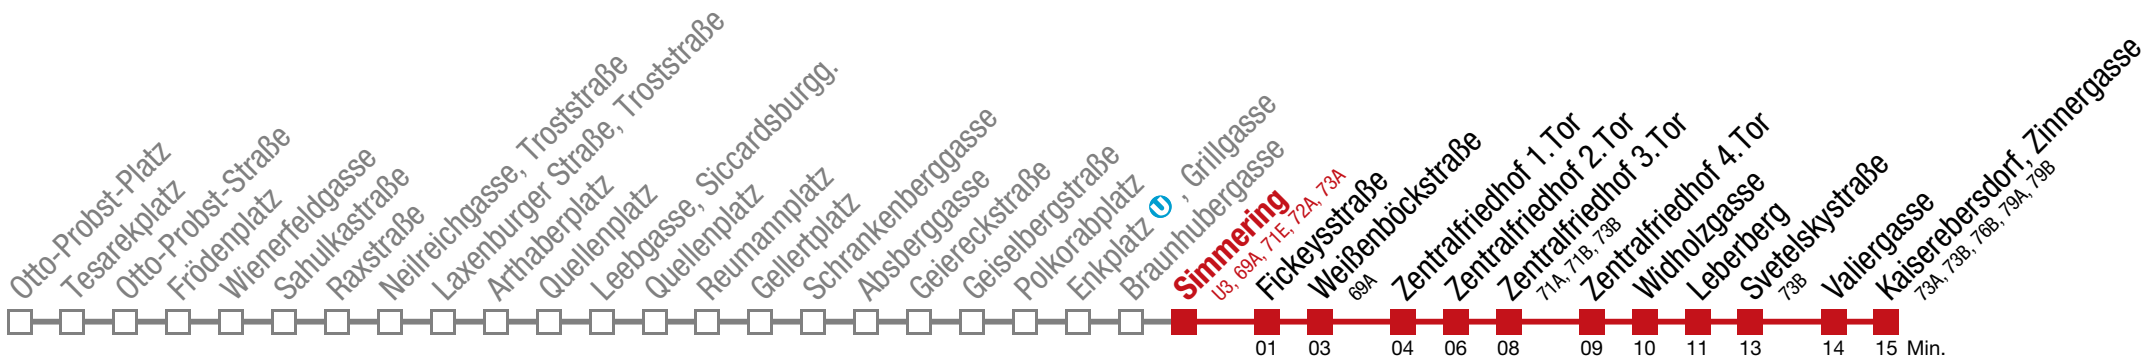 Otto-Probst-Platz
Tesarekplatz
Otto-Probst-Straße
Frödenplatz
Wienerfeldgasse
Sahulkastraße
Raxstraße
Neilreichgasse, Troststraße
Laxenburger Straße, Troststraße
Arthaberplatz
Quellenplatz
Leebgasse, Siccardsburgg.
Quellenplatz
Reumannplatz
Gellertplatz
Schrankenberggasse
Absberggasse
Geiereckstraße
Geiselbergstraße
Polkorabplatz
Enkplatz U, Grillgasse
Braunhubergasse
Simmering
U3, 69A, 71E, 72A, 73A
Fickeysstraße
Weißenböckstraße
69A
Zentralfriedhof 1.Tor
Zentralfriedhof 2.Tor
Zentralfriedhof 3.Tor
71A, 71B, 73B
Zentralfriedhof 4.Tor
Widholzgasse
Leberberg
Svetelskystraße
73B
Valiergasse
Kaiserebersdorf, Zinnergasse
73A, 73B, 76B, 79A, 79B
01 03 04 06 08 09 10 11 13 14 15 Min.